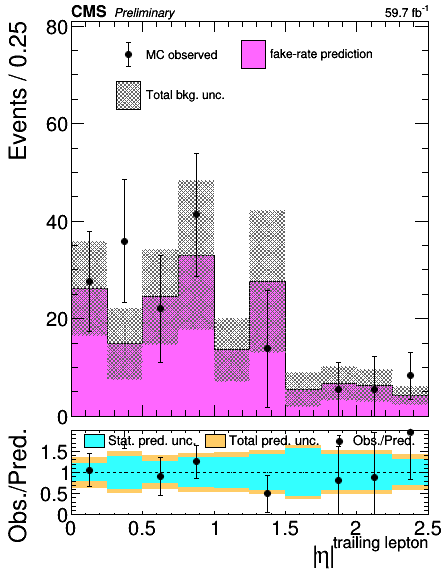 CMS Preliminary 59.7 fb⁻¹
Events / 0.25
80
60
40
20
0
MC observed
fake-rate prediction
Total bkg. unc.
Obs./Pred.
1.5
1
0.5
0
Stat. pred. unc. Total pred. unc. Obs./Pred.
0 0.5 1 1.5 2 2.5
|η|trailing lepton